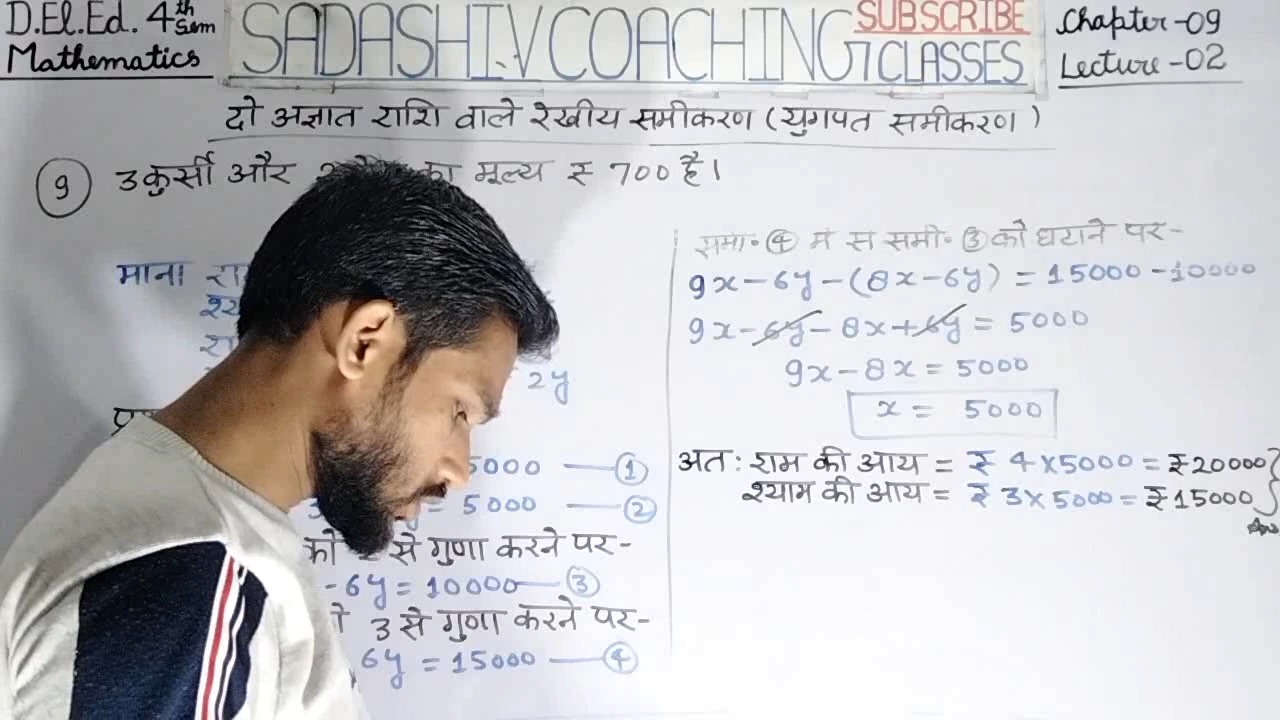 D.El.Ed. 4th Sem
Mathematics
SADASHIV COACHING CLASSES
SUBSCRIBE
Chapter-09
Lecture-02
दो अज्ञात राशि वाले रेखीय समीकरण (युगपत समीकरण)
9 3 कुर्सी और का मूल्य ₹ 700 है।
माना
2y
5000 — 1
= 5000 — 2
को 2 से गुणा करने पर-
- 6y = 10000 — 3
3 से गुणा करने पर-
6y = 15000 — 4
समी॰ 4 में से समी॰ 3 को घटाने पर-
9x - 6y - (8x - 6y) = 15000 - 10000
9x - 6y - 8x + 6y = 5000
9x - 8x = 5000
x = 5000
अत: राम की आय = ₹ 4 × 5000 = ₹20000
श्याम की आय = ₹ 3 × 5000 = ₹15000